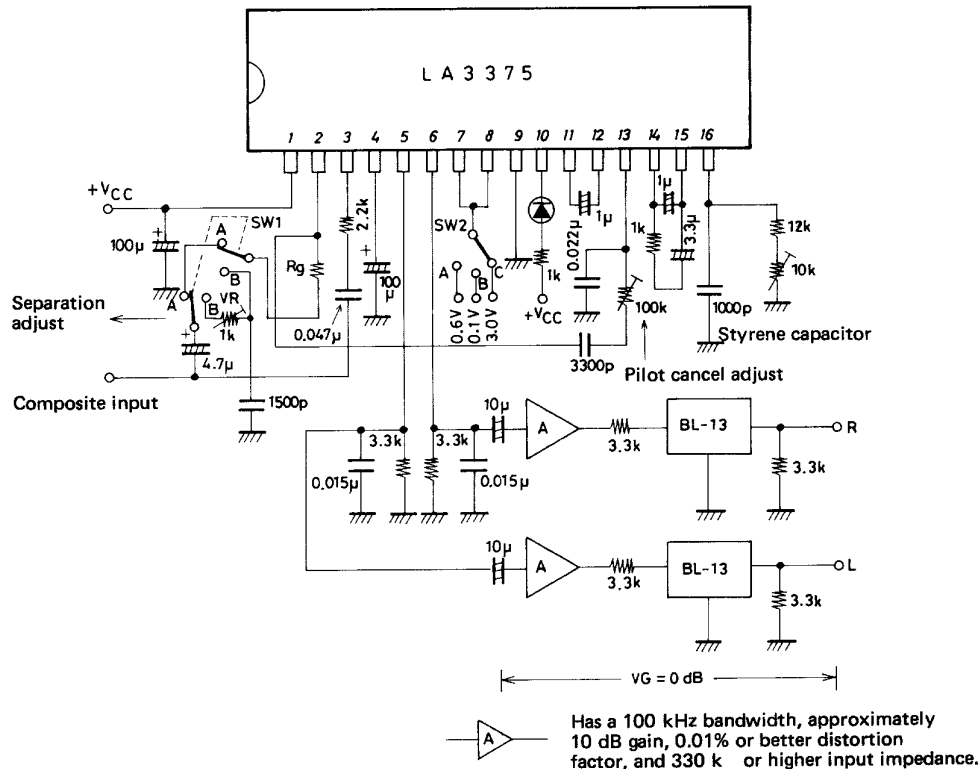 LA3375
1 2 3 4 5 6 7 8 9 10 11 12 13 14 15 16
+VCC
SW1
A
B
100μ
+
Separation adjust
A
B
VR
1k
+
4.7μ
Rg
2.2k
0.047μ
+
100μ
SW2
A
B
C
0.6V
0.1V
3.0V
1k
+VCC
1μ
0.022μ
100k
3300p
Pilot cancel adjust
1μ
1k
3.3μ
12k
10k
1000p
Styrene capacitor
Composite input
1500p
3.3k
0.015μ
3.3k
0.015μ
10μ
A
3.3k
BL-13
R
3.3k
10μ
A
3.3k
BL-13
L
3.3k
VG = 0 dB
A
Has a 100 kHz bandwidth, approximately
10 dB gain, 0.01% or better distortion
factor, and 330 k or higher input impedance.